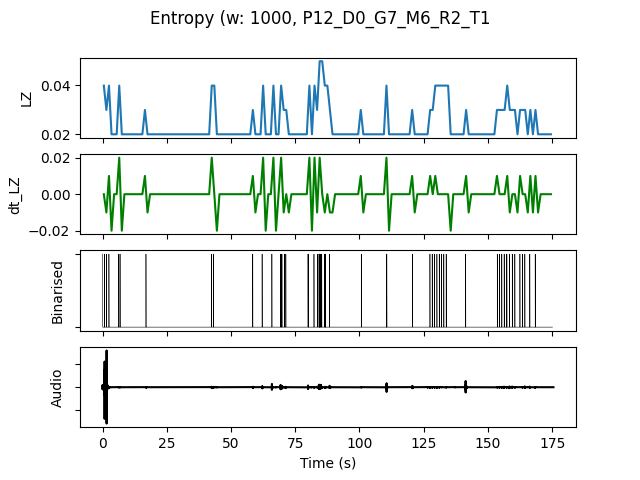 Entropy (w: 1000, P12_D0_G7_M6_R2_T1
LZ
0.04
0.02
dt_LZ
0.02
0.00
−0.02
Binarised
Audio
0 25 50 75 100 125 150 175
Time (s)